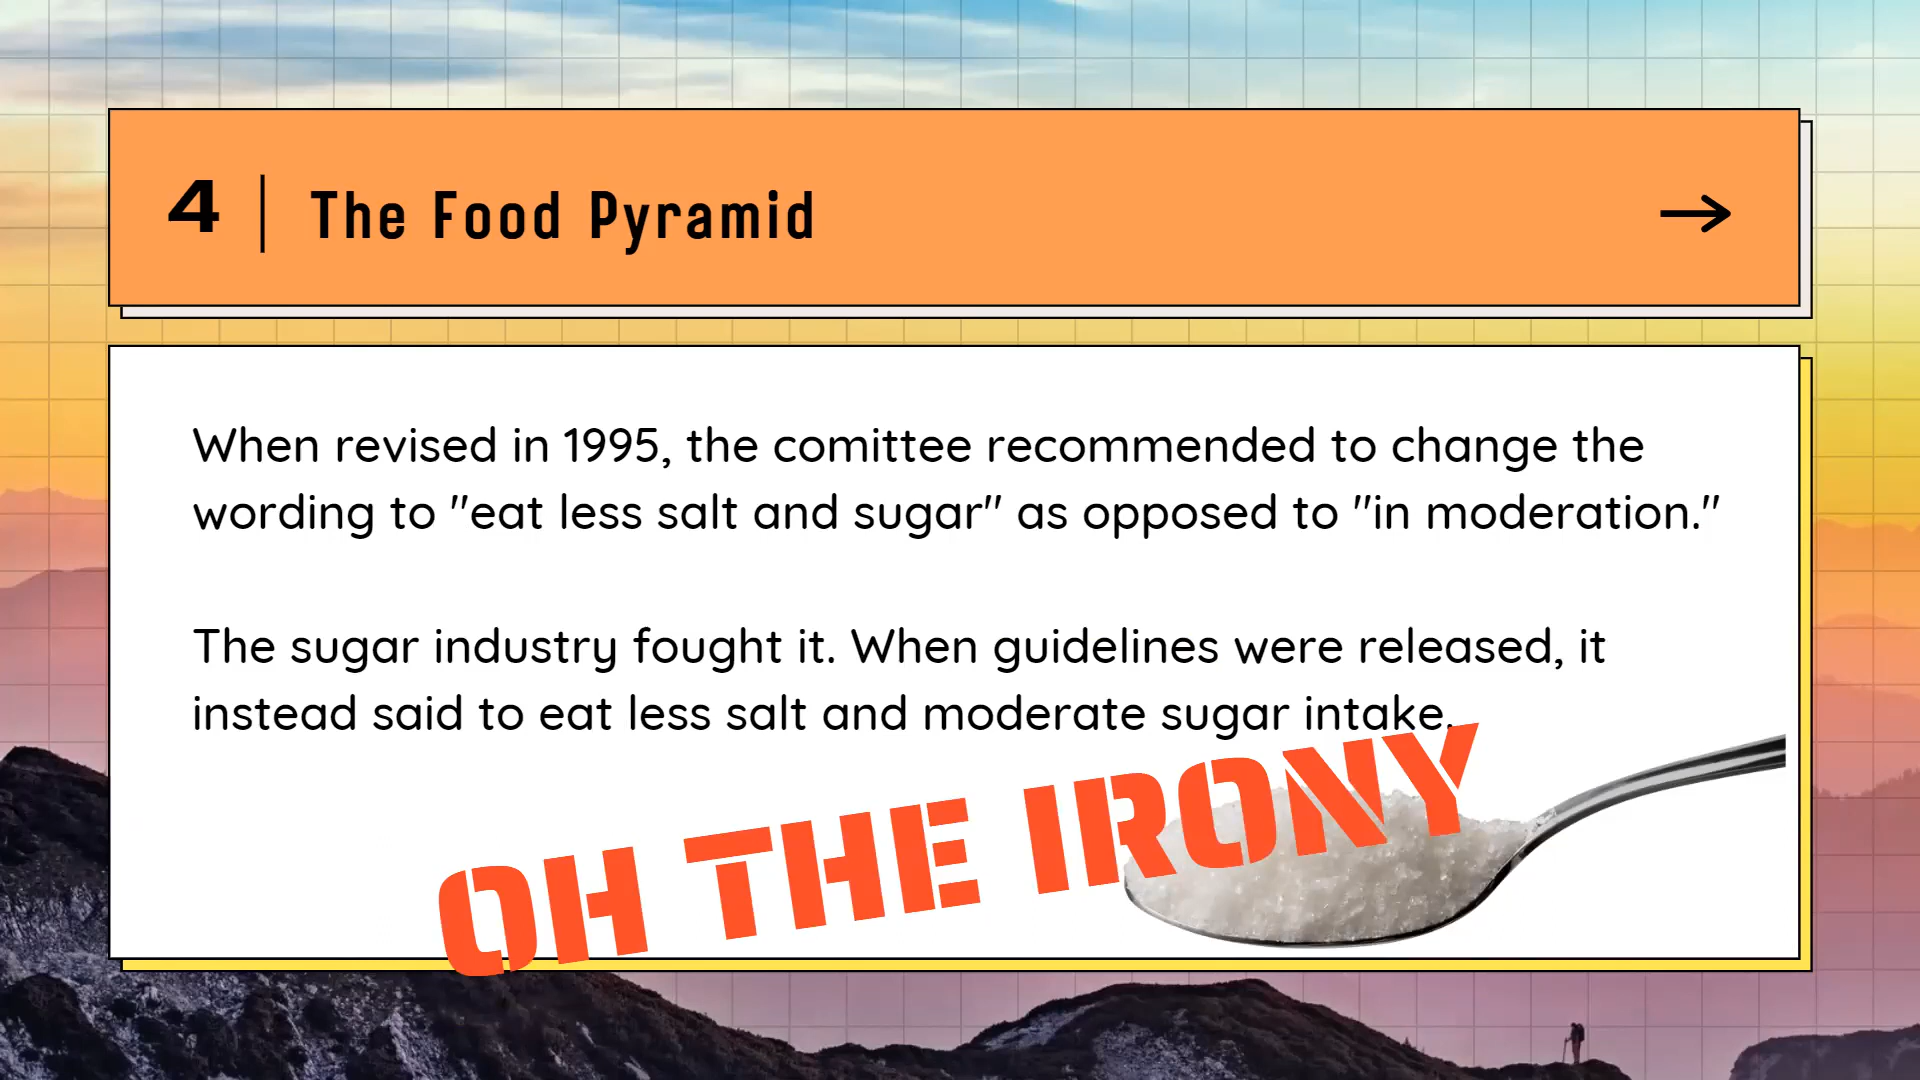 4 | The Food Pyramid →
When revised in 1995, the comittee recommended to change the
wording to "eat less salt and sugar" as opposed to "in moderation."
The sugar industry fought it. When guidelines were released, it
instead said to eat less salt and moderate sugar intake.
OH THE IRONY